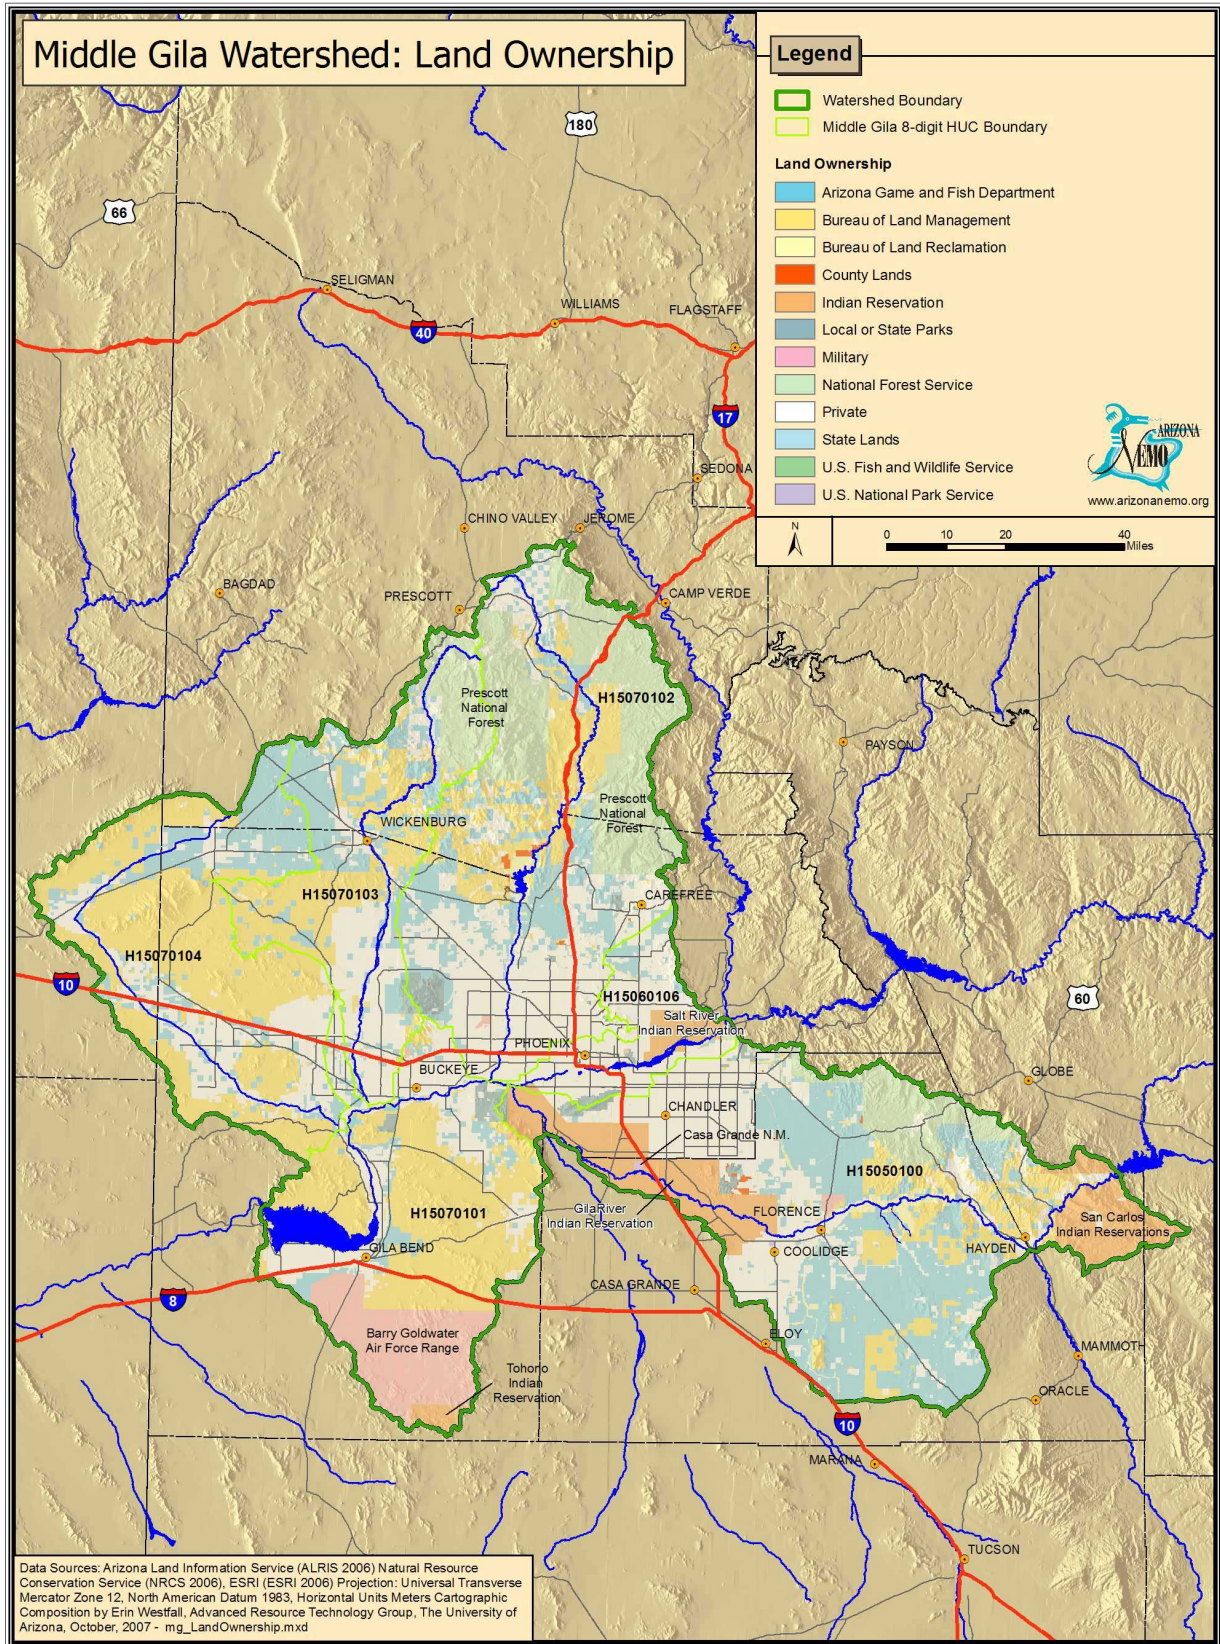 Middle Gila Watershed: Land Ownership
Legend
Watershed Boundary
Middle Gila 8-digit HUC Boundary
Land Ownership
Arizona Game and Fish Department
Bureau of Land Management
Bureau of Land Reclamation
County Lands
Indian Reservation
Local or State Parks
Military
National Forest Service
Private
State Lands
U.S. Fish and Wildlife Service
U.S. National Park Service
ARIZONA
NEMO
www.arizonanemo.org
N
0 10 20 40
Miles
180
66
SELIGMAN
WILLIAMS
FLAGSTAFF
40
17
SEDONA
CHINO VALLEY
JEROME
BAGDAD
PRESCOTT
CAMP VERDE
Prescott
National
Forest
H15070102
PAYSON
Prescott
National
Forest
WICKENBURG
H15070103
CAREFREE
H15070104
10
H15060106
60
Salt River
Indian Reservation
PHOENIX
BUCKEYE
GLOBE
CHANDLER
Casa Grande N.M.
H15050100
H15070101
GilaRiver
Indian Reservation
FLORENCE
San Carlos
Indian Reservations
GILA BEND
COOLIDGE
HAYDEN
CASA GRANDE
8
Barry Goldwater
Air Force Range
ELOY
MAMMOTH
Tohono
Indian
Reservation
ORACLE
10
MARANA
TUCSON
Data Sources: Arizona Land Information Service (ALRIS 2006) Natural Resource
Conservation Service (NRCS 2006), ESRI (ESRI 2006) Projection: Universal Transverse
Mercator Zone 12, North American Datum 1983, Horizontal Units Meters Cartographic
Composition by Erin Westfall, Advanced Resource Technology Group, The University of
Arizona, October, 2007 - mg_LandOwnership.mxd